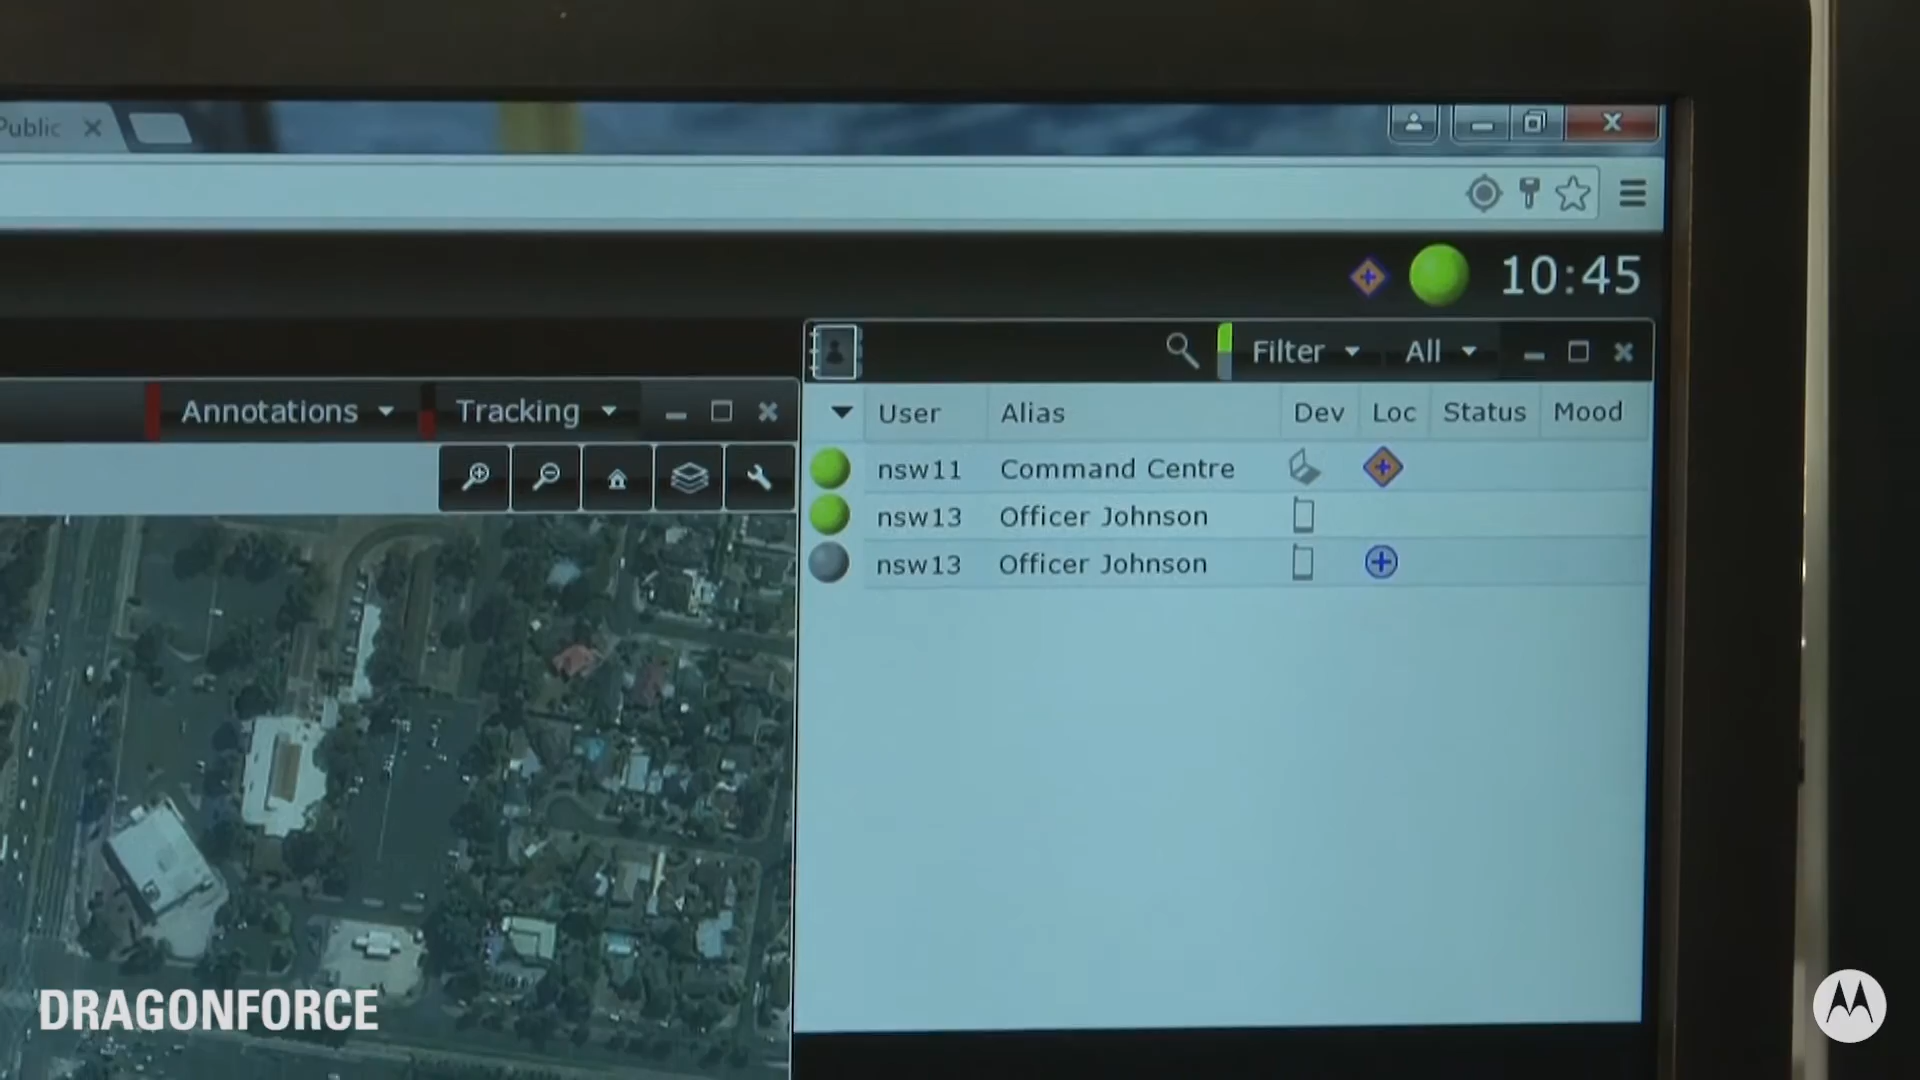 Public
10:45
Filter All
Annotations Tracking
User Alias Dev Loc Status Mood
nsw11 Command Centre
nsw13 Officer Johnson
nsw13 Officer Johnson
DRAGONFORCE